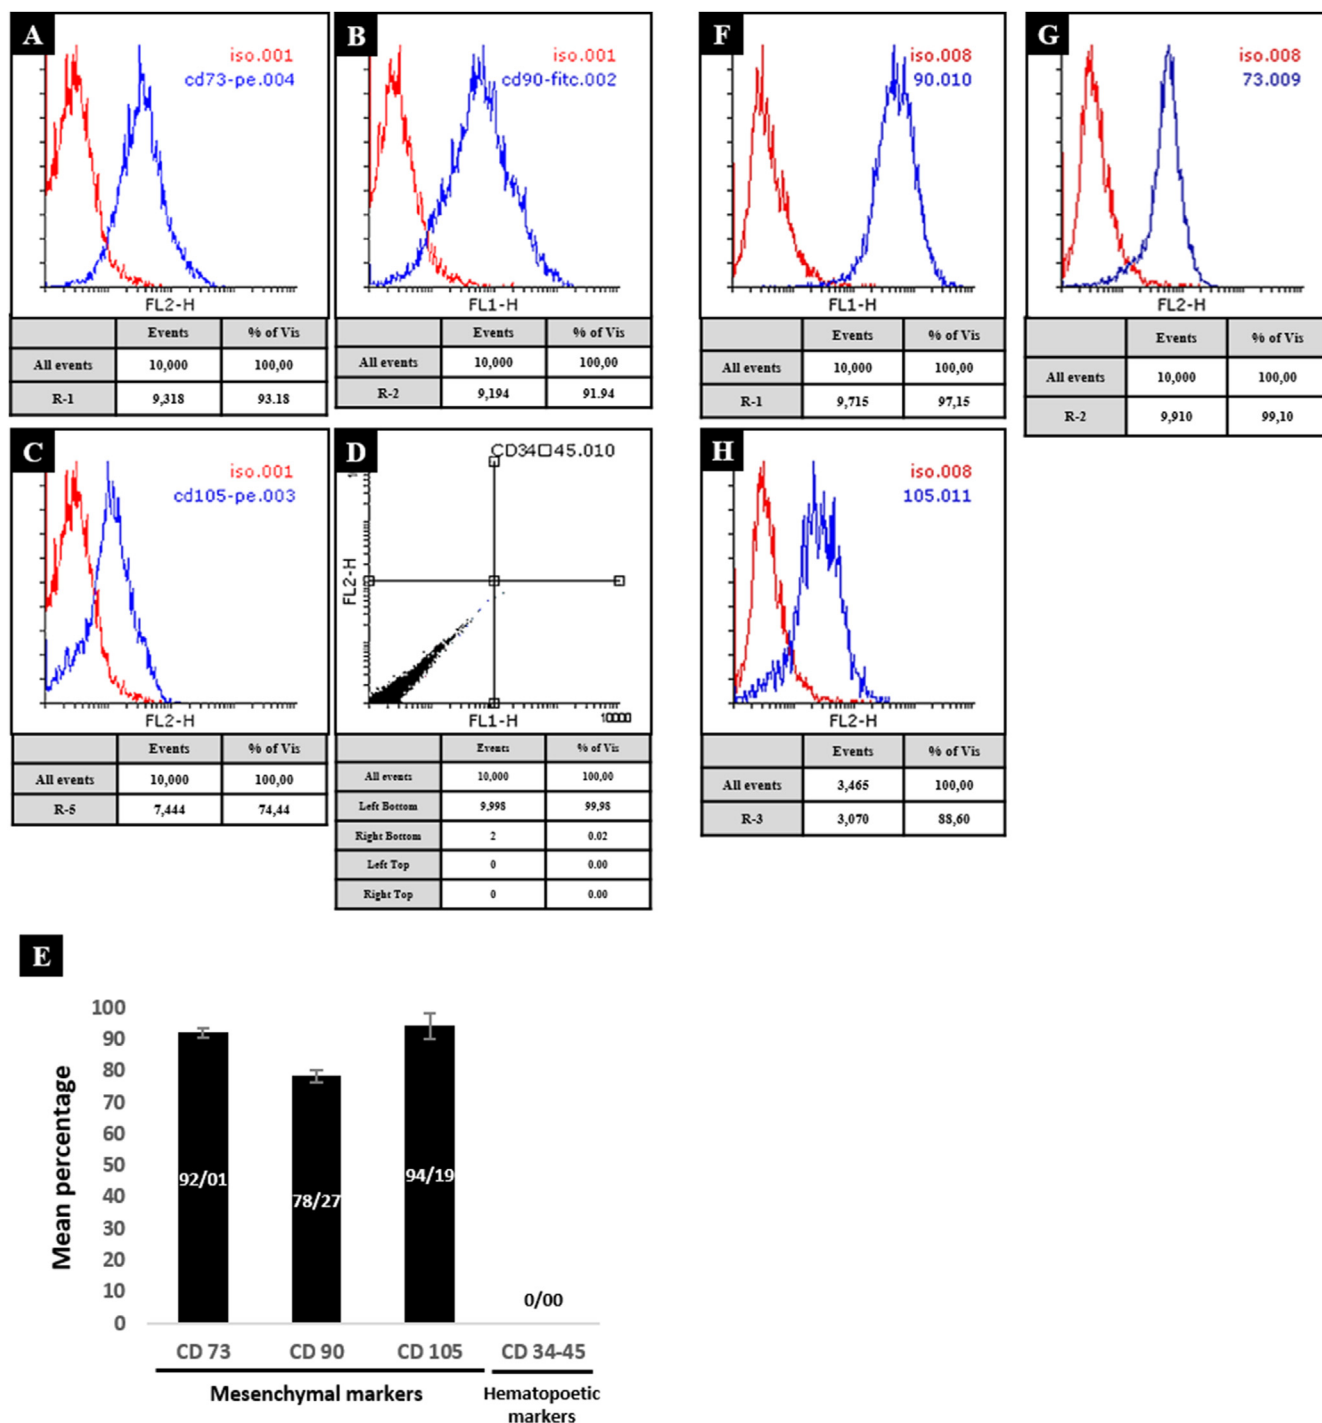 A
iso.001
cd73-pe.004
FL2-H
Events % of Vis
All events 10,000 100,00
R-1 9,318 93.18
B
iso.001
cd90-fitc.002
FL1-H
Events % of Vis
All events 10,000 100,00
R-2 9,194 91.94
F
iso.008
90.010
FL1-H
Events % of Vis
All events 10,000 100,00
R-1 9,715 97,15
G
iso.008
73.009
FL2-H
Events % of Vis
All events 10,000 100,00
R-2 9,910 99,10
C
iso.001
cd105-pe.003
FL2-H
Events % of Vis
All events 10,000 100,00
R-5 7,444 74,44
D
CD34□45.010
FL2-H
FL1-H
10000
Events % of Vis
All events 10,000 100,00
Left Bottom 9,998 99,98
Right Bottom 2 0.02
Left Top 0 0.00
Right Top 0 0.00
H
iso.008
105.011
FL2-H
Events % of Vis
All events 3,465 100,00
R-3 3,070 88,60
E
Mean percentage
100
90
80
70
60
50
40
30
20
10
0
92/01
78/27
94/19
0/00
CD 73 CD 90 CD 105 CD 34-45
Mesenchymal markers
Hematopoetic
markers